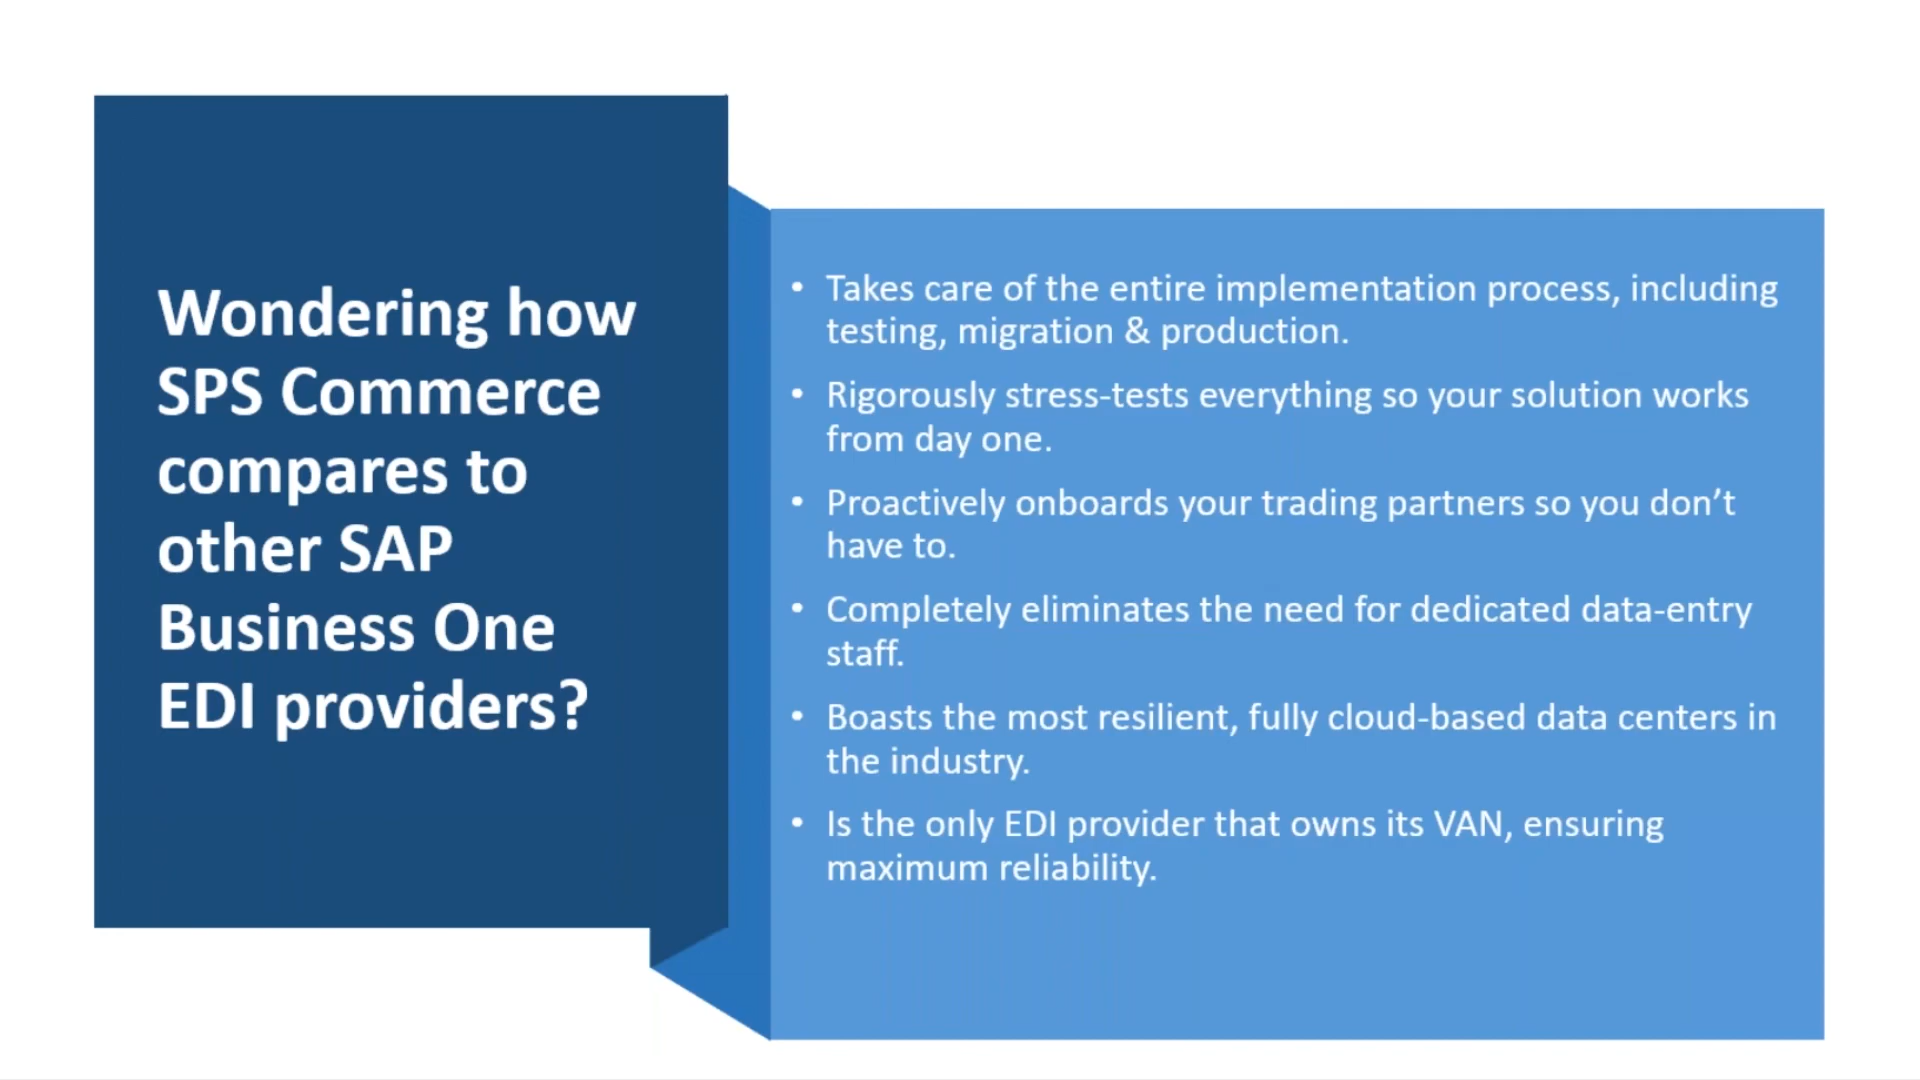 Wondering how
SPS Commerce
compares to
other SAP
Business One
EDI providers?
• Takes care of the entire implementation process, including
testing, migration & production.
• Rigorously stress-tests everything so your solution works
from day one.
• Proactively onboards your trading partners so you don’t
have to.
• Completely eliminates the need for dedicated data-entry
staff.
• Boasts the most resilient, fully cloud-based data centers in
the industry.
• Is the only EDI provider that owns its VAN, ensuring
maximum reliability.